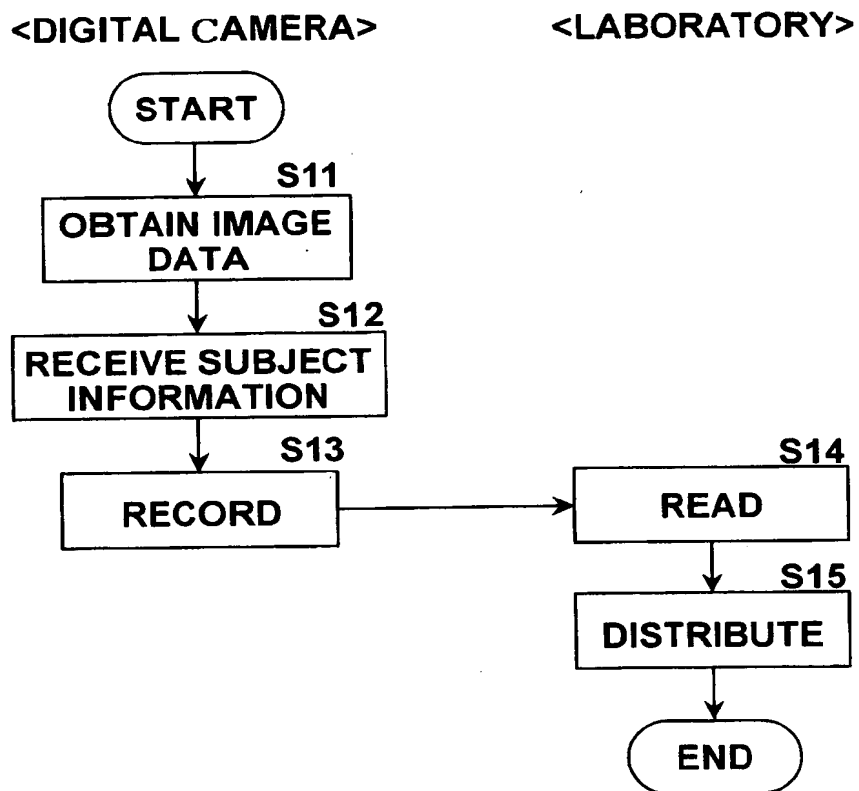 <DIGITAL CAMERA>
<LABORATORY>
START
S11
OBTAIN IMAGE
DATA
S12
RECEIVE SUBJECT
INFORMATION
S13
RECORD
S14
READ
S15
DISTRIBUTE
END